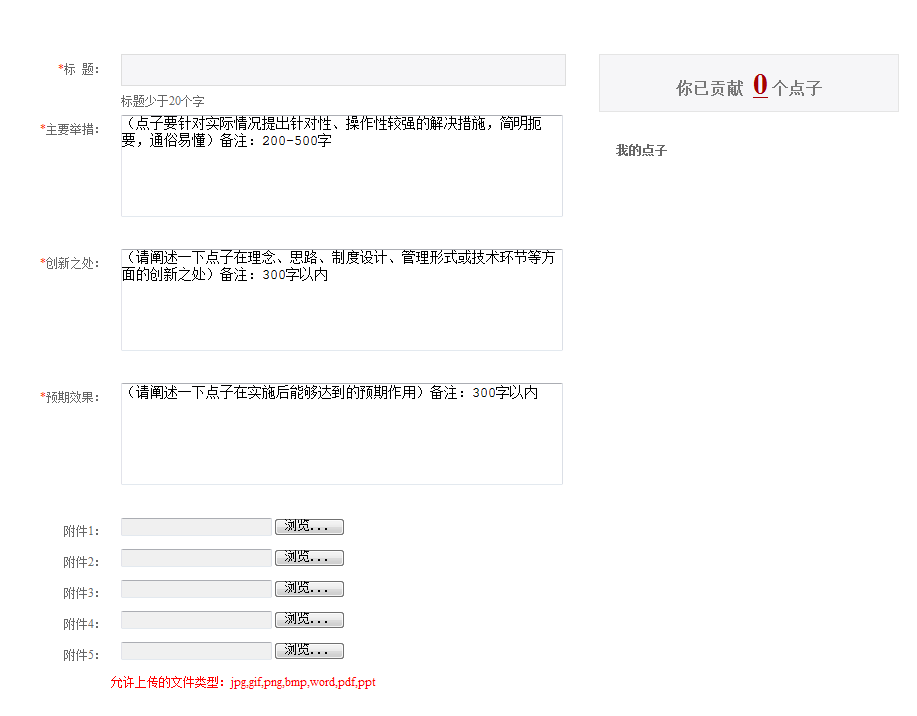 *标 题：
标题少于20个字
*主要举措：
（点子要针对实际情况提出针对性、操作性较强的解决措施，简明扼
要，通俗易懂）备注：200-500字
*创新之处：
（请阐述一下点子在理念、思路、制度设计、管理形式或技术环节等方
面的创新之处）备注：300字以内
*预期效果：
（请阐述一下点子在实施后能够达到的预期作用）备注：300字以内
附件1： 浏览...
附件2： 浏览...
附件3： 浏览...
附件4： 浏览...
附件5： 浏览...
允许上传的文件类型：jpg,gif,png,bmp,word,pdf,ppt
你已贡献 0 个点子
我的点子